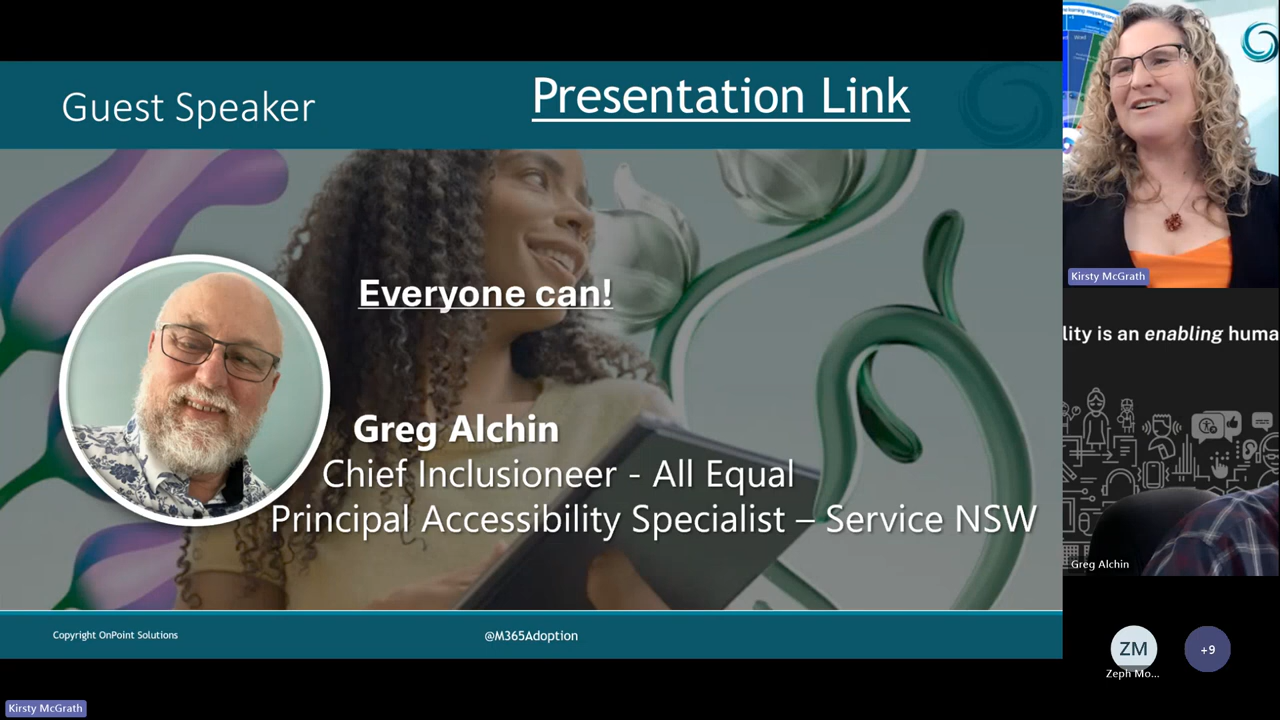 Guest Speaker
Presentation Link
Everyone can!
Greg Alchin
Chief Inclusioneer - All Equal
Principal Accessibility Specialist – Service NSW
Copyright OnPoint Solutions
@M365Adoption
Kirsty McGrath
Kirsty McGrath
lity is an enabling huma
Greg Alchin
ZM
Zeph Mo...
+9